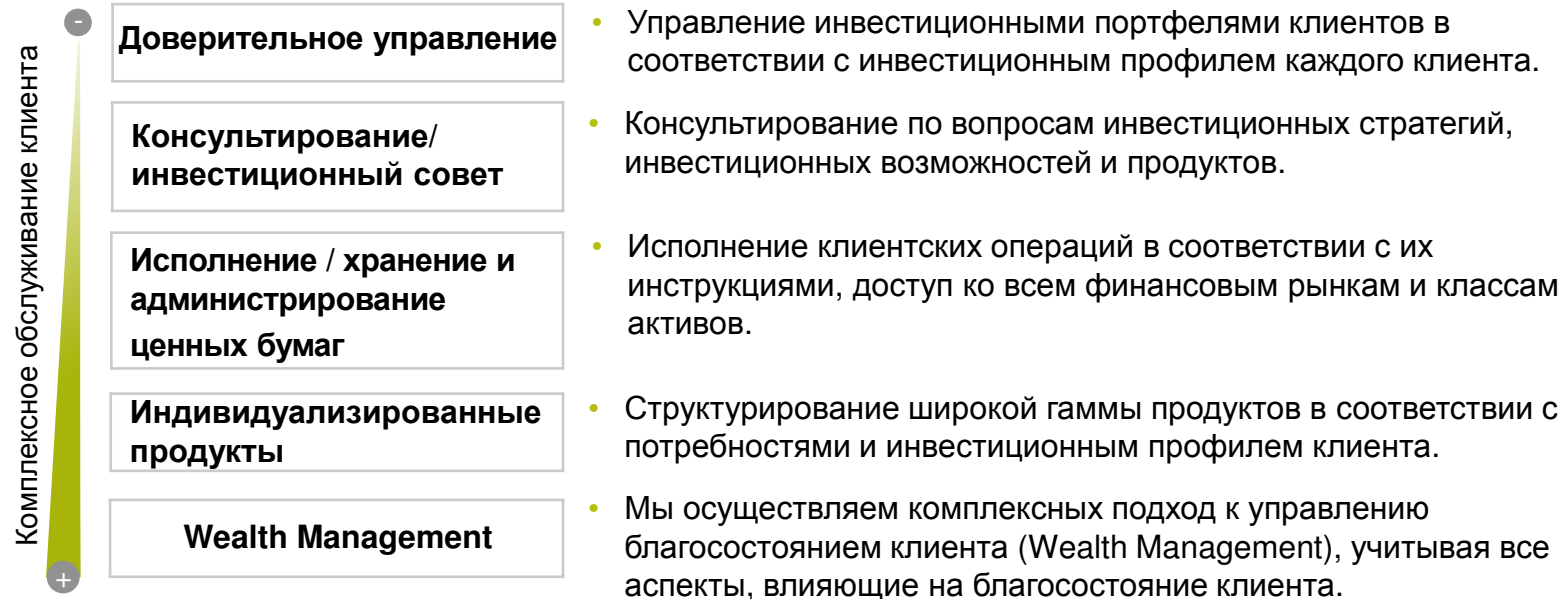 Комплексное обслуживание клиента
-
+
Доверительное управление
• Управление инвестиционными портфелями клиентов в
соответствии с инвестиционным профилем каждого клиента.
Консультирование/
инвестиционный совет
• Консультирование по вопросам инвестиционных стратегий,
инвестиционных возможностей и продуктов.
Исполнение / хранение и
администрирование
ценных бумаг
• Исполнение клиентских операций в соответствии с их
инструкциями, доступ ко всем финансовым рынкам и классам
активов.
Индивидуализированные
продукты
• Структурирование широкой гаммы продуктов в соответствии с
потребностями и инвестиционным профилем клиента.
Wealth Management
• Мы осуществляем комплексных подход к управлению
благосостоянием клиента (Wealth Management), учитывая все
аспекты, влияющие на благосостояние клиента.